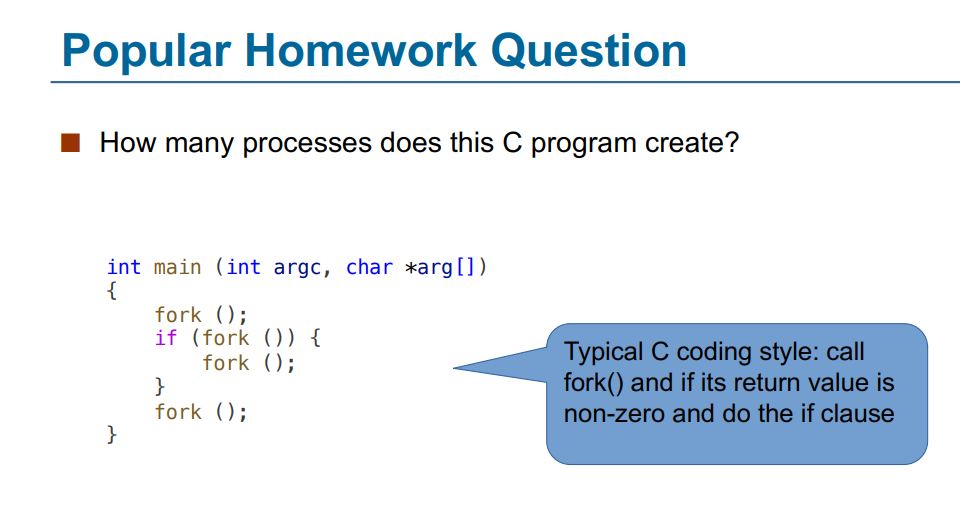 Popular Homework Question
How many processes does this C program create?
int main (int argc, char *arg[])
{
    fork ();
    if (fork ()) {
        fork ();
    }
    fork ();
}
Typical C coding style: call
fork() and if its return value is
non-zero and do the if clause